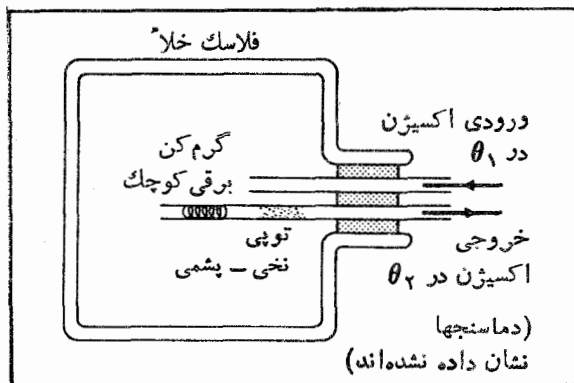 فلاسك خلأ
ورودی اکسیژن
در θ۱
گرم‌کن
برقی کوچك
توپی
نخی - پشمی
خروجی
اکسیژن در θ۲
(دماسنجها
نشان داده نشده‌اند)